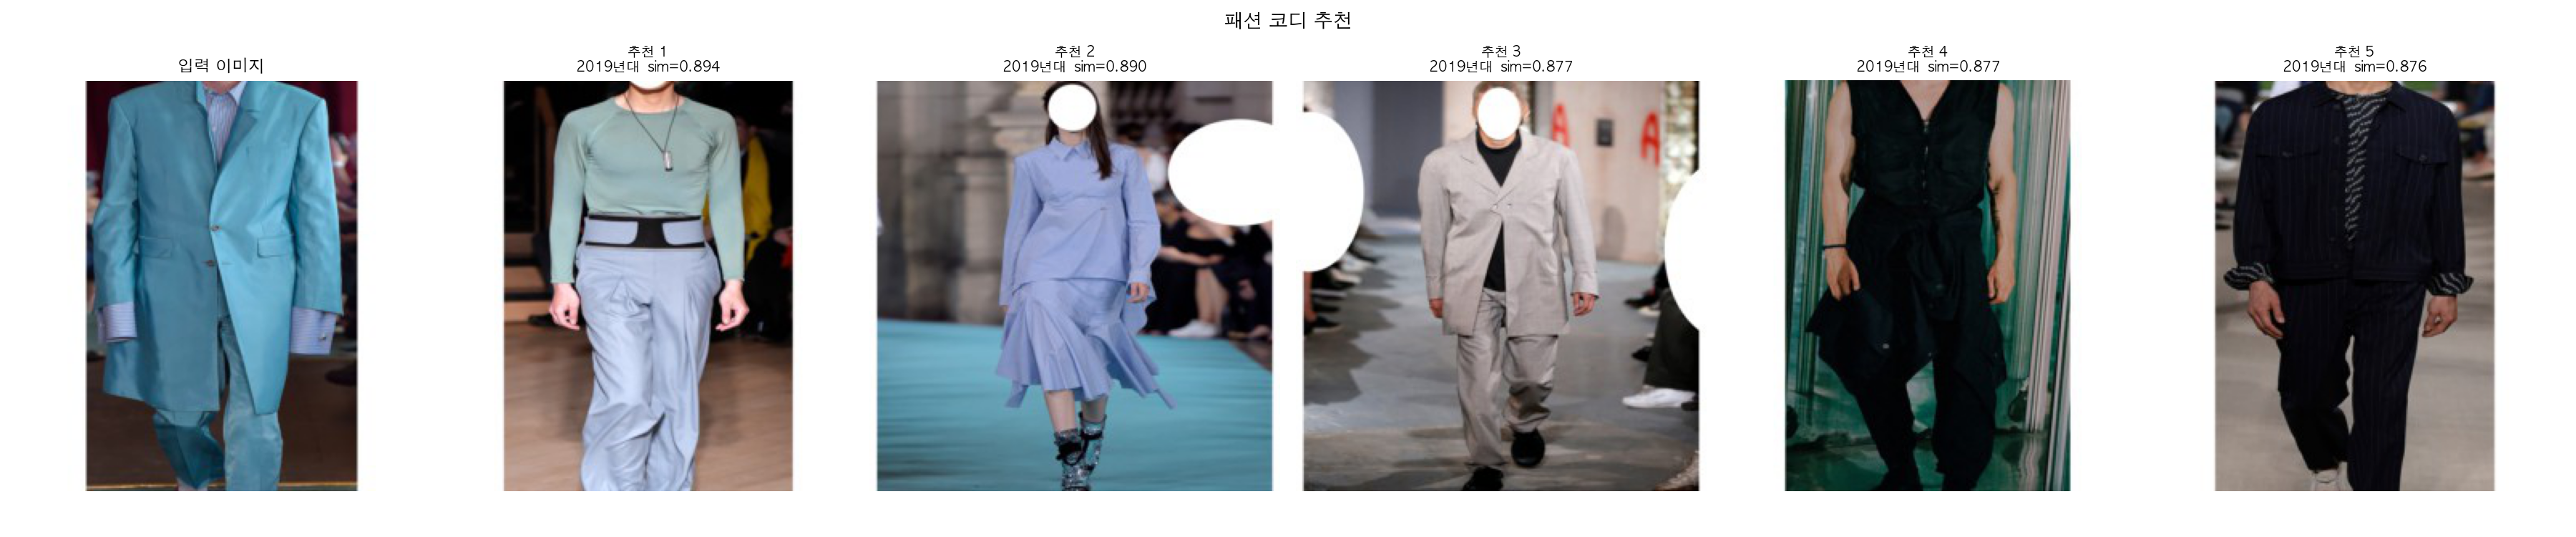 패션 코디 추천
입력 이미지
추천 1
2019년대 sim=0.894
추천 2
2019년대 sim=0.890
추천 3
2019년대 sim=0.877
추천 4
2019년대 sim=0.877
추천 5
2019년대 sim=0.876
A
A